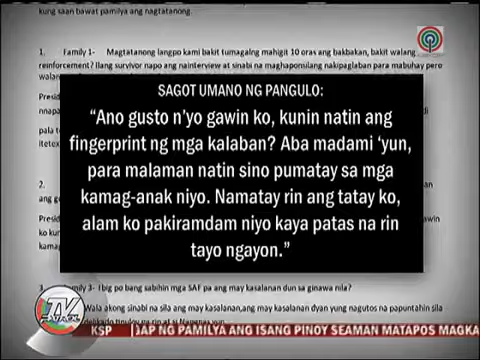 kung saan bawat pamilya ang nagtatanong.
1. Family 1- Magtatanong langpo kami bakit tumagalng mahigit 10 oras ang bakbakan, bakit walang
reinforcement? Ilang survivor napo ang nainterview at sinabi na maghaponsilang nakipaglaban para mabuhay pero
SAGOT UMANO NG PANGULO:
“Ano gusto n’yo gawin ko, kunin natin ang
fingerprint ng mga kalaban? Aba madami ‘yun,
para malaman natin sino pumatay sa mga
kamag-anak niyo. Namatay rin ang tatay ko,
alam ko pakiramdam niyo kaya patas na rin
tayo ngayon.”
2.
3. Family 3- Ibig po bang sabihin mga SAF pa ang may kasalanan dun sa ginawa nila?
Wala akong sinabi na sila ang may kasalanan,ang may kasalanan dyan yung nagutos na papuntahin sila
TV PATROL
KSP
AP NG PAMILYA ANG ISANG PINOY SEAMAN MATAPOS MAGKA